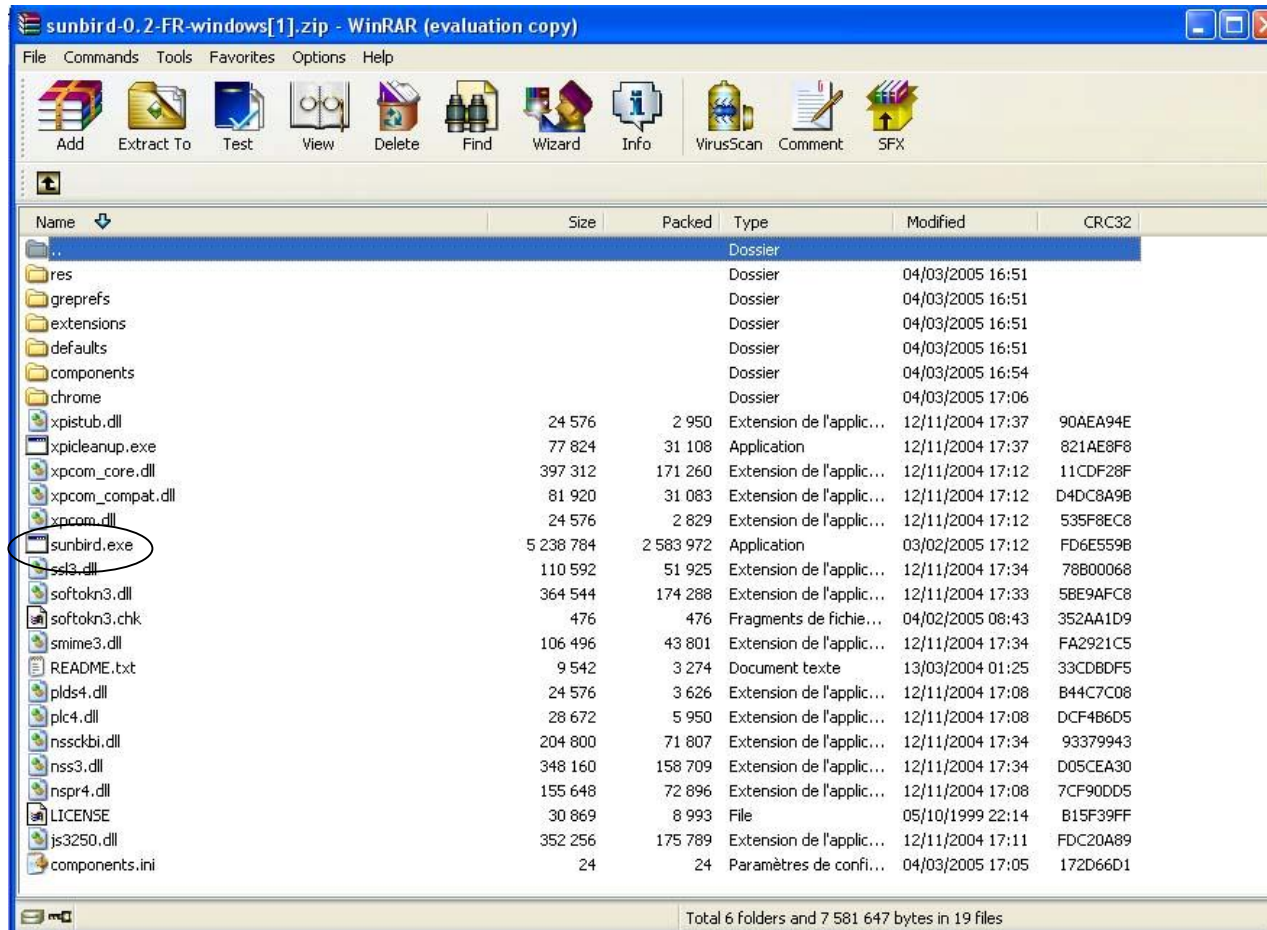 sunbird-0.2-FR-windows[1].zip - WinRAR (evaluation copy)
File Commands Tools Favorites Options Help
Add Extract To Test View Delete Find Wizard Info VirusScan Comment SFX
Name Size Packed Type Modified CRC32
.. Dossier
res Dossier 04/03/2005 16:51
greprefs Dossier 04/03/2005 16:51
extensions Dossier 04/03/2005 16:51
defaults Dossier 04/03/2005 16:51
components Dossier 04/03/2005 16:54
chrome Dossier 04/03/2005 17:06
xpistub.dll 24 576 2 950 Extension de l'applic... 12/11/2004 17:37 90AEA94E
xpicleanup.exe 77 824 31 108 Application 12/11/2004 17:37 821AE8F8
xpcom_core.dll 397 312 171 260 Extension de l'applic... 12/11/2004 17:12 11CDF28F
xpcom_compat.dll 81 920 31 083 Extension de l'applic... 12/11/2004 17:12 D4DC8A9B
xpcom.dll 24 576 2 829 Extension de l'applic... 12/11/2004 17:12 535F8EC8
sunbird.exe 5 238 784 2 583 972 Application 03/02/2005 17:12 FD6E559B
ssl3.dll 110 592 51 925 Extension de l'applic... 12/11/2004 17:34 78B00068
softokn3.dll 364 544 174 288 Extension de l'applic... 12/11/2004 17:33 5BE9AFC8
softokn3.chk 476 476 Fragments de fichie... 04/02/2005 08:43 352AA1D9
smime3.dll 106 496 43 801 Extension de l'applic... 12/11/2004 17:34 FA2921C5
README.txt 9 542 3 274 Document texte 13/03/2004 01:25 33CDBDF5
plds4.dll 24 576 3 626 Extension de l'applic... 12/11/2004 17:08 B44C7C08
plc4.dll 28 672 5 950 Extension de l'applic... 12/11/2004 17:08 DCF4B6D5
nssckbi.dll 204 800 71 807 Extension de l'applic... 12/11/2004 17:34 93379943
nss3.dll 348 160 158 709 Extension de l'applic... 12/11/2004 17:34 D05CEA30
nspr4.dll 155 648 72 896 Extension de l'applic... 12/11/2004 17:08 7CF90DD5
LICENSE 30 869 8 993 File 05/10/1999 22:14 B15F39FF
js3250.dll 352 256 175 789 Extension de l'applic... 12/11/2004 17:11 FDC20A89
components.ini 24 24 Paramètres de confi... 04/03/2005 17:05 172D66D1
Total 6 folders and 7 581 647 bytes in 19 files